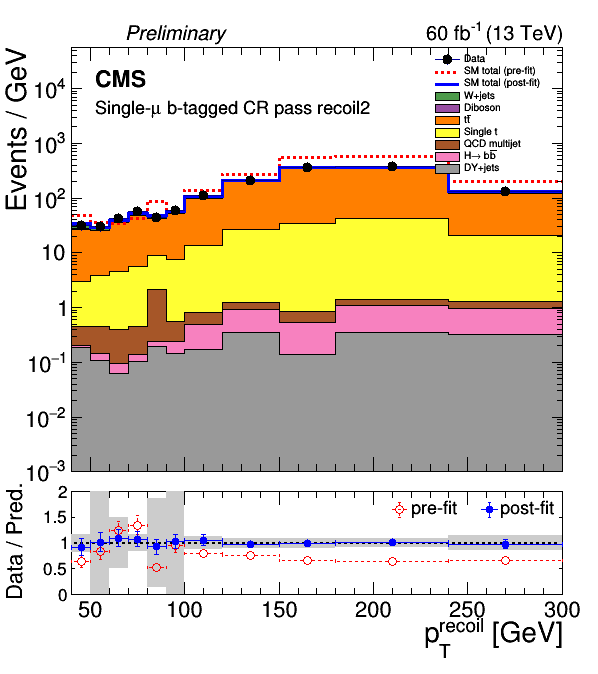 Preliminary 60 fb⁻¹ (13 TeV)
CMS
Single-μ b-tagged CR pass recoil2
Data
SM total (pre-fit)
SM total (post-fit)
W+jets
Diboson
tt̅
Single t
QCD multijet
H→ bb̅
DY+jets
Events / GeV
10⁴
10³
10²
10
1
10⁻¹
10⁻²
10⁻³
pre-fit post-fit
Data / Pred.
2
1.5
1
0.5
0
50 100 150 200 250 300
p_T^recoil [GeV]